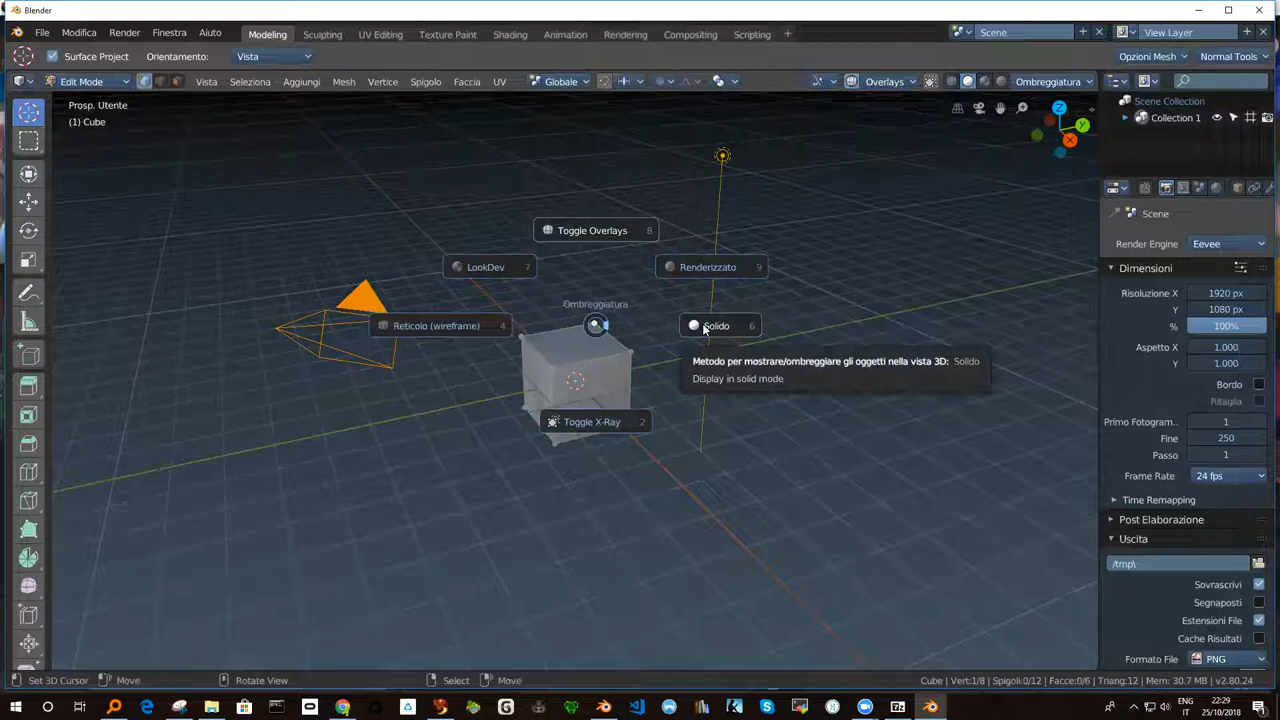 Blender
File Modifica Render Finestra Aiuto
Modeling Sculpting UV Editing Texture Paint Shading Animation Rendering Compositing Scripting +
Scene
View Layer
Surface Project Orientamento: Vista
Opzioni Mesh Normal Tools
Edit Mode Vista Seleziona Aggiungi Mesh Vertice Spigolo Faccia UV Globale Overlays Ombreggiatura
Prosp. Utente
(1) Cube
Z
Y
X
Scene Collection
Collection 1
Scene
Render Engine Eevee
Dimensioni
Risoluzione X 1920 px
Y 1080 px
% 100%
Aspetto X 1.000
Y 1.000
Bordo
Ritaglia
Primo Fotogram.. 1
Fine 250
Passo 1
Frame Rate 24 fps
Time Remapping
Post Elaborazione
Uscita
/tmp\
Sovrascrivi
Segnaposti
Estensioni File
Cache Risultati
Formato File PNG
Toggle Overlays 8
LookDev 7
Renderizzato 9
Ombreggiatura
Reticolo (wireframe) 4
Solido 6
Metodo per mostrare/ombreggiare gli oggetti nella vista 3D: Solido
Display in solid mode
Toggle X-Ray 2
Set 3D Cursor Move Rotate View Select Move
Cube | Vert:1/8 | Spigoli:0/12 | Facce:0/6 | Triang:12 | Mem: 30.7 MB | v2.80.24
ENG
IT
22:29
25/10/2018